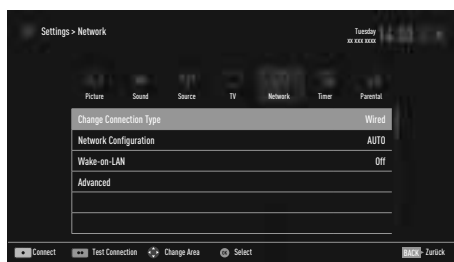 Settings > Network
Tuesday
xx xxx xxxx
Picture Sound Source TV Network Timer Parental
Change Connection Type Wired
Network Configuration AUTO
Wake-on-LAN Off
Advanced
Connect Test Connection Change Area OK Select BACK Zurück